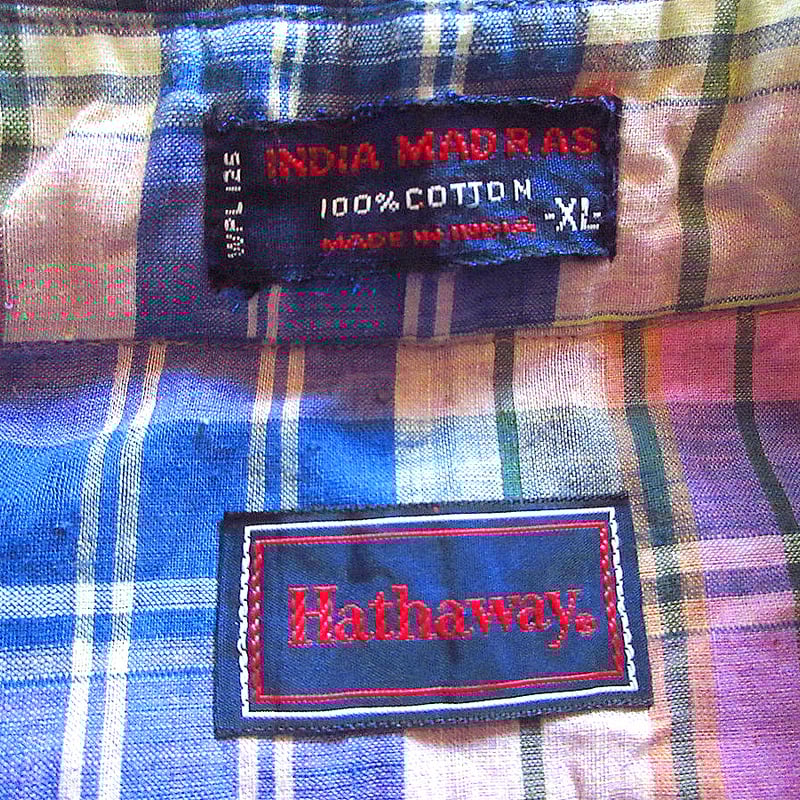 WPL 125
INDIA MADRAS
100% COTTON
MADE IN INDIA
-XL-
Hathaway®